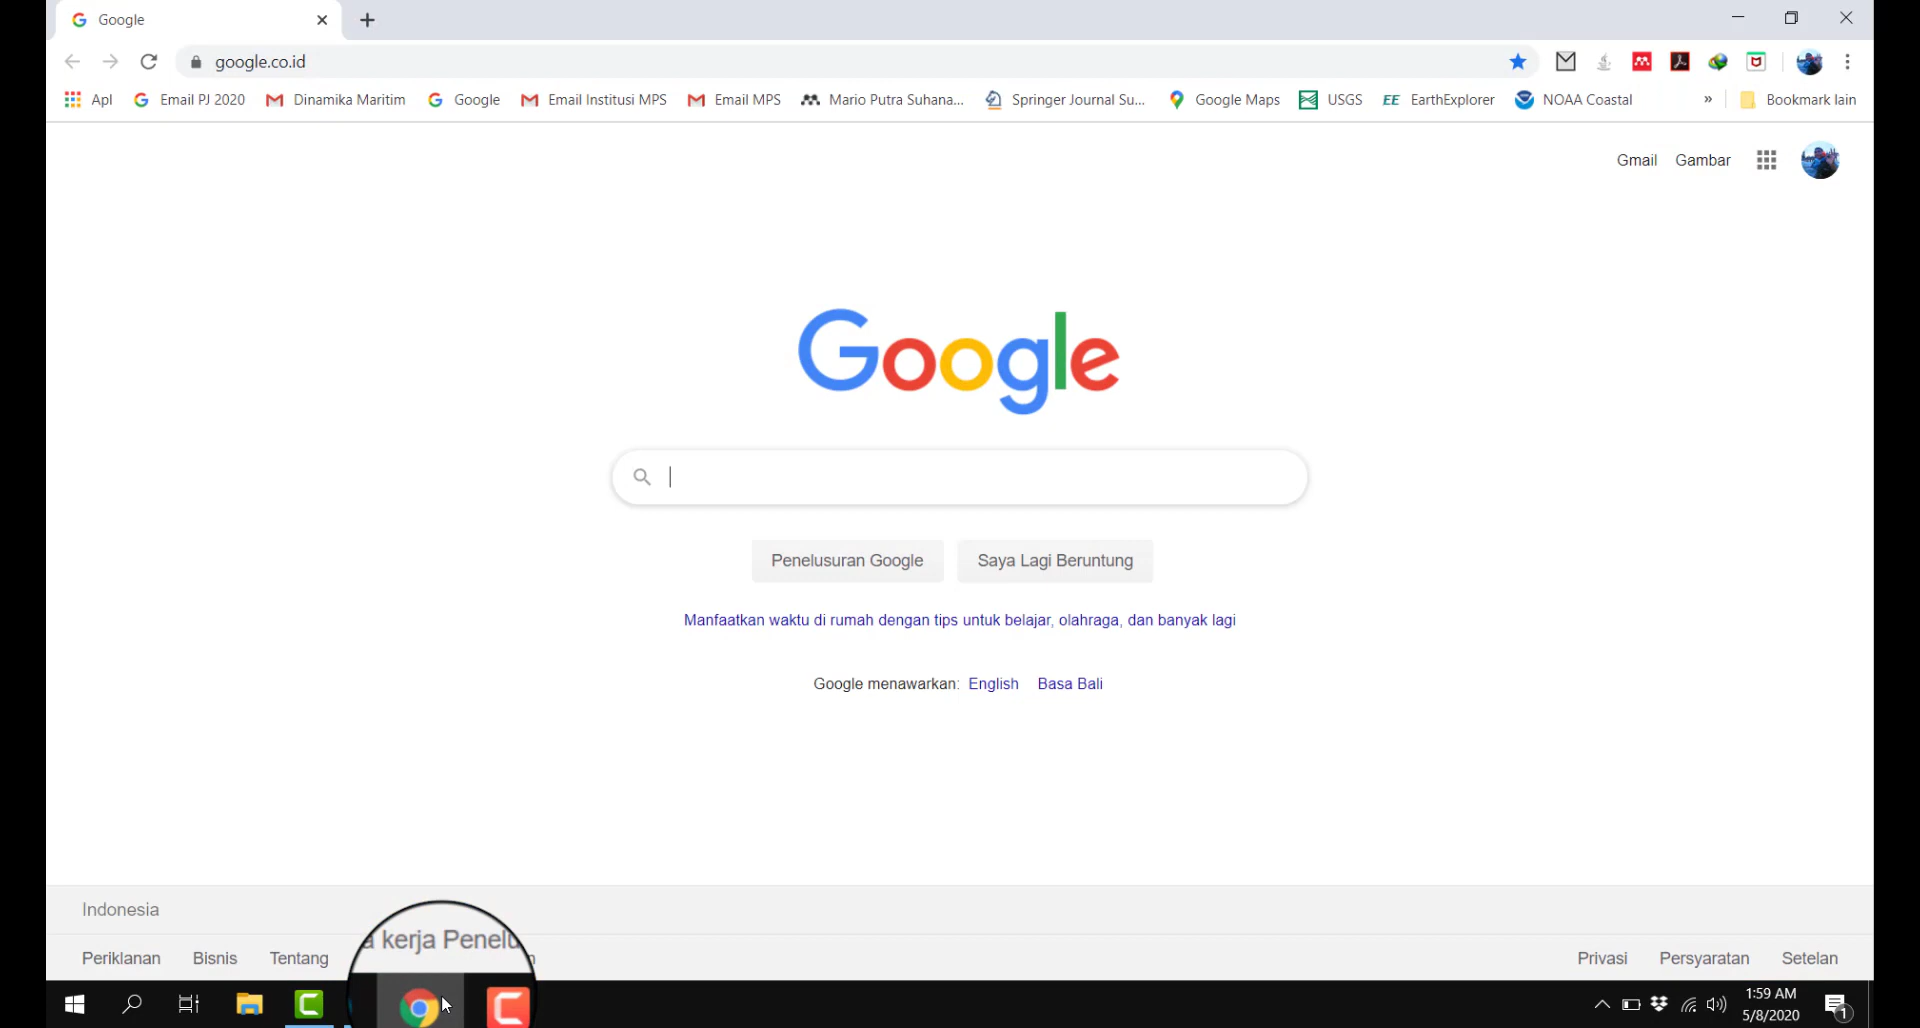 Google
google.co.id
Apl Email PJ 2020 Dinamika Maritim Google Email Institusi MPS Email MPS Mario Putra Suhana... Springer Journal Su... Google Maps USGS EE EarthExplorer NOAA Coastal » Bookmark lain
Gmail Gambar
Google
Penelusuran Google Saya Lagi Beruntung
Manfaatkan waktu di rumah dengan tips untuk belajar, olahraga, dan banyak lagi
Google menawarkan: English Basa Bali
Indonesia
kerja
Periklanan Bisnis Tentang Privasi Persyaratan Setelan
1:59 AM
5/8/2020
1